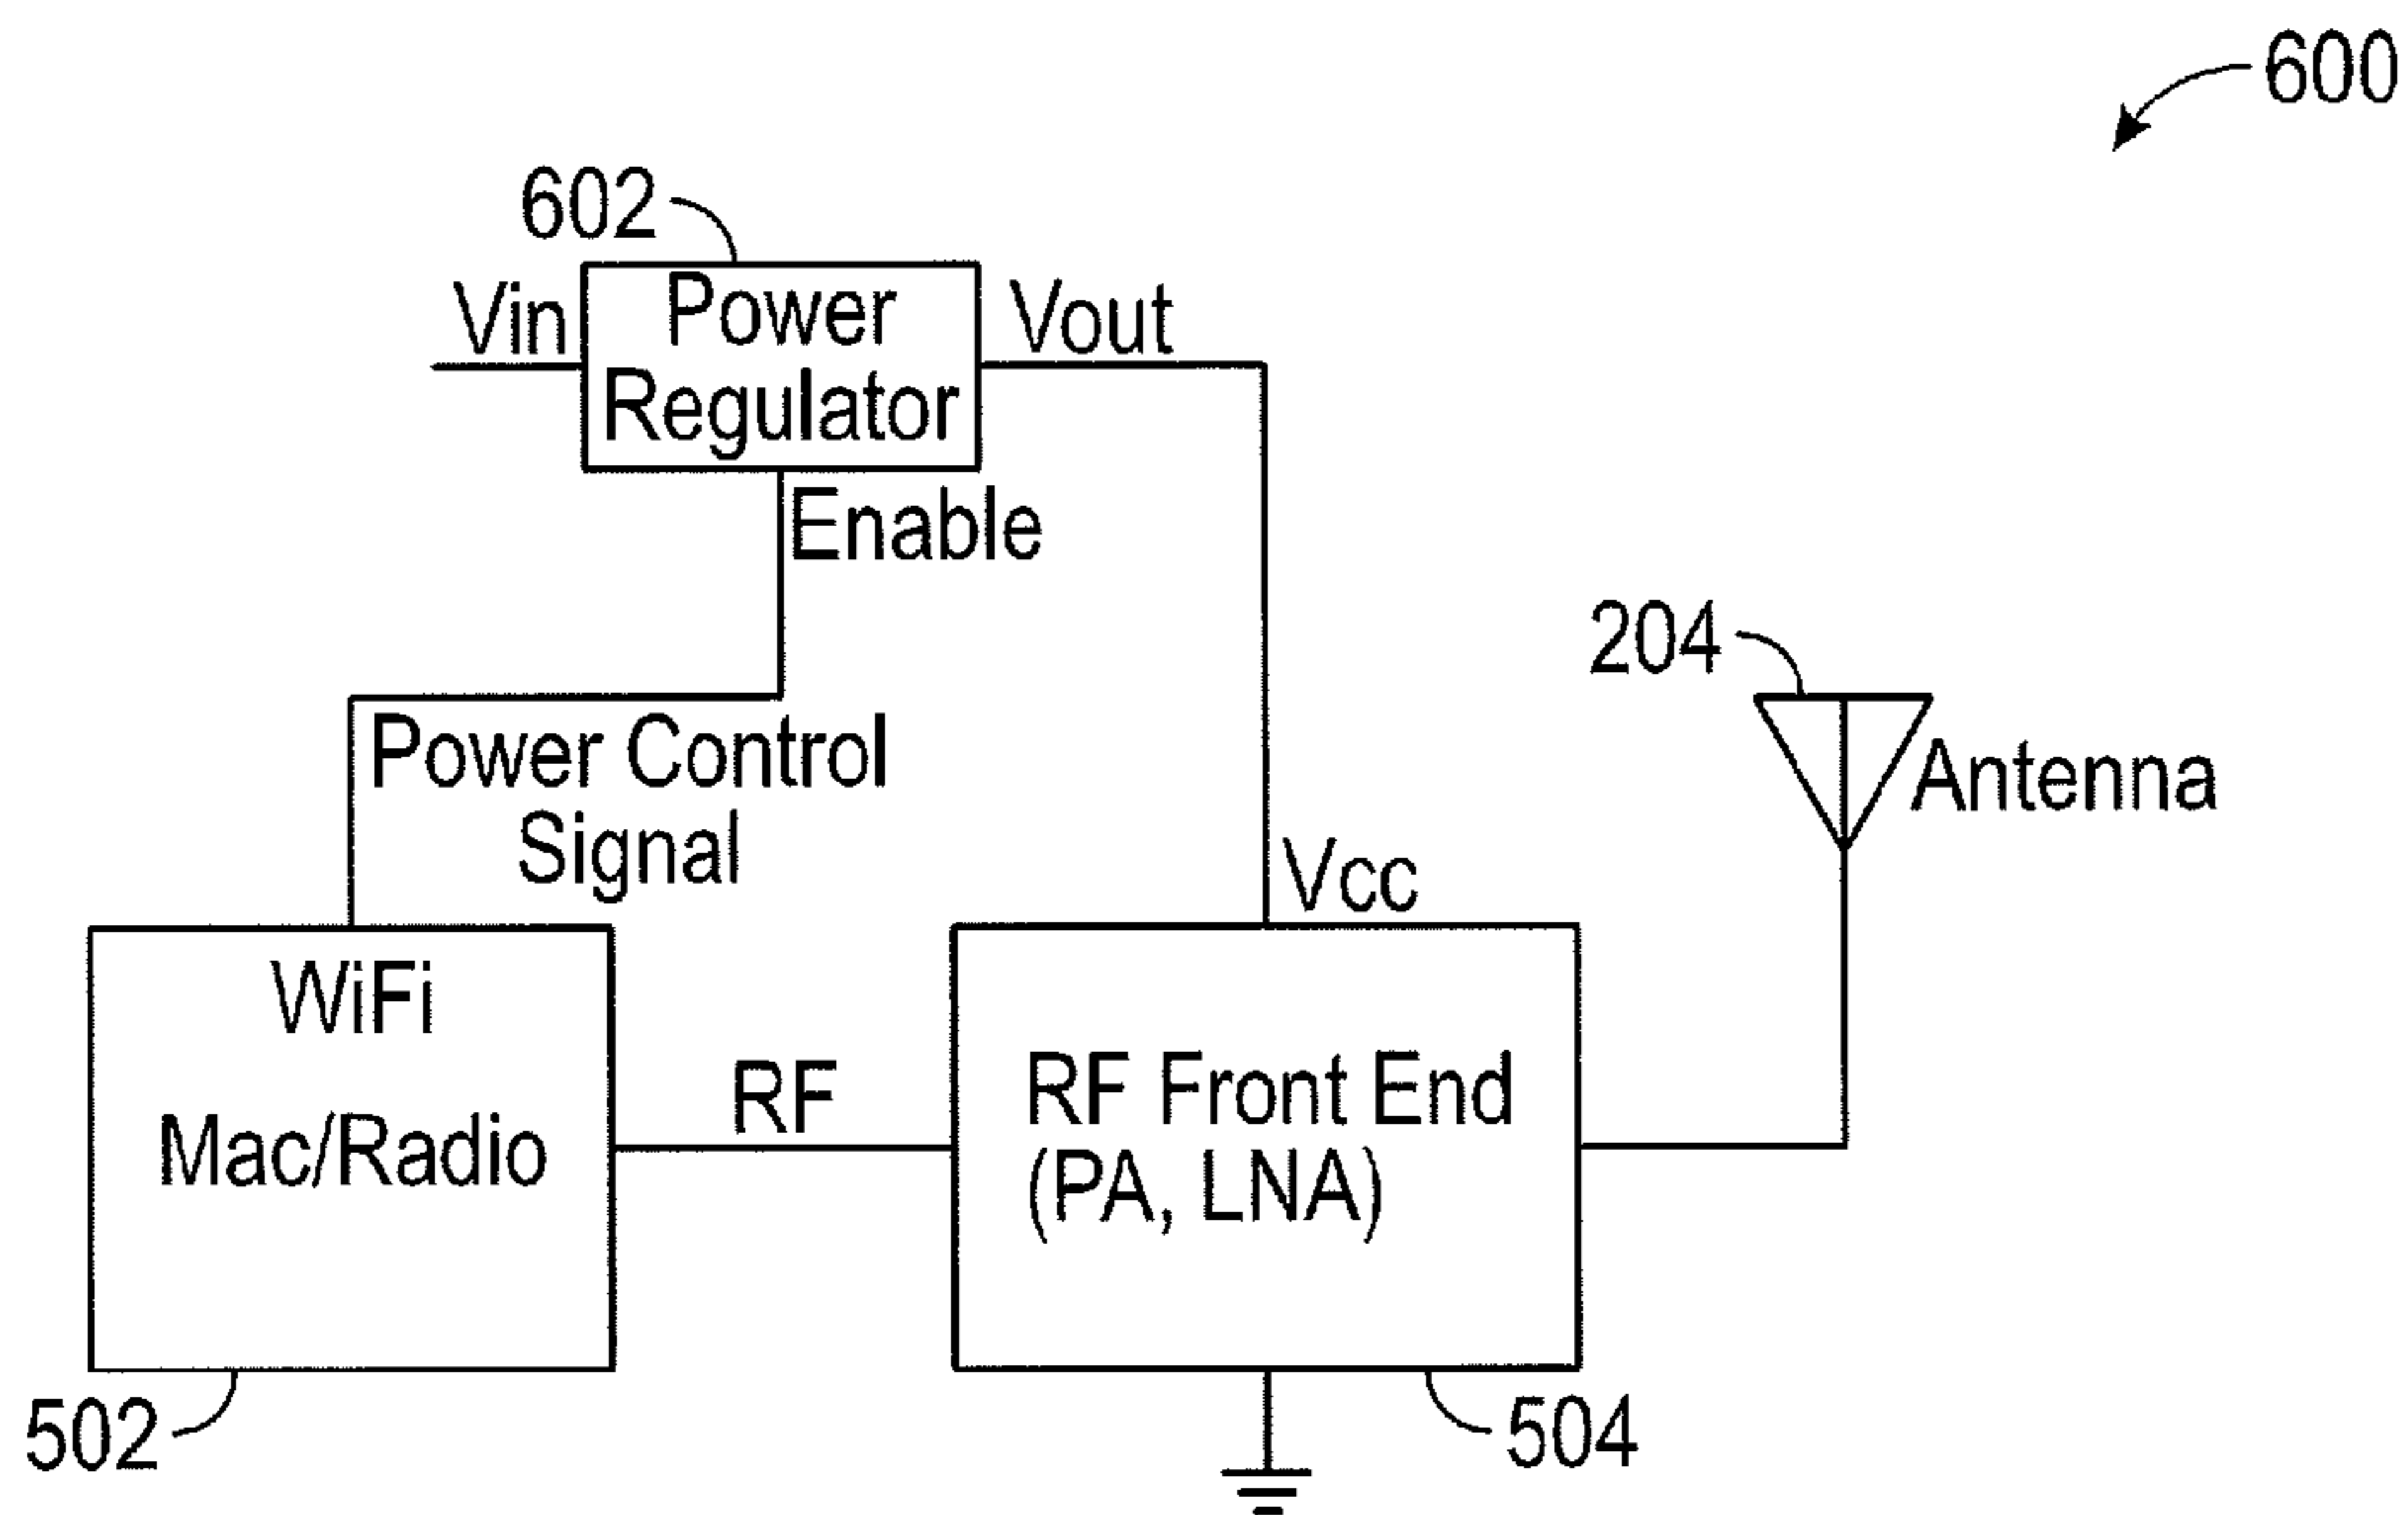 600
602
Vin
Power
Regulator
Vout
Enable
204
Antenna
Power Control
Signal
Vcc
WiFi
Mac/Radio
RF
RF Front End
(PA, LNA)
502
504